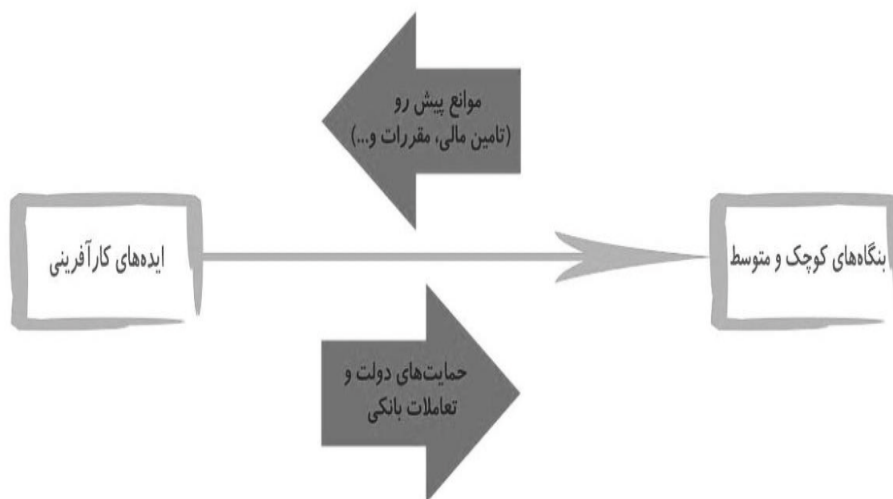 موانع پیش رو
(تامین مالی، مقررات و...)
بنگاه‌های کوچک و متوسط
ایده‌های کارآفرینی
حمایت‌های دولت و
تعاملات بانکی